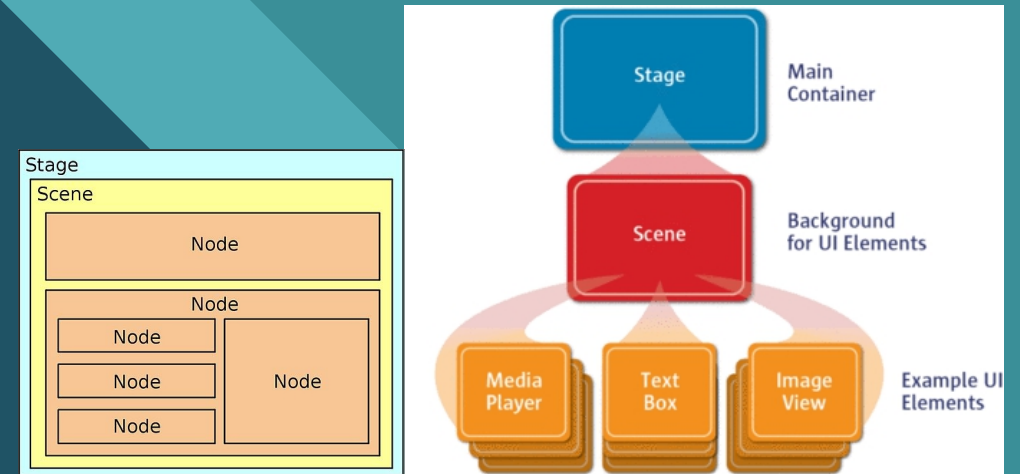 Stage
Scene
Node
Node
Node
Node
Node
Node
Stage
Main
Container
Scene
Background
for UI Elements
Media
Player
Text
Box
Image
View
Example UI
Elements